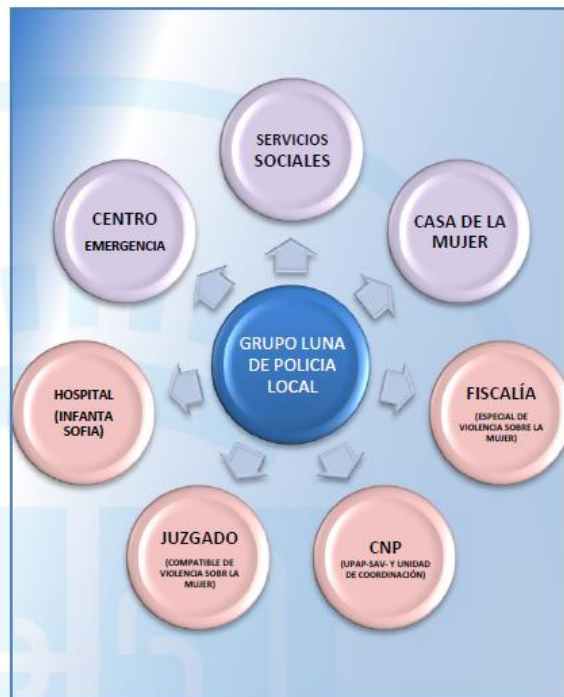 SERVICIOS
SOCIALES
CENTRO
EMERGENCIA
CASA DE LA
MUJER
GRUPO LUNA
DE POLICIA
LOCAL
HOSPITAL
(INFANTA
SOFIA)
FISCALÍA
(ESPECIAL DE
VIOLENCIA SOBRE LA
MUJER)
JUZGADO
(COMPATIBLE DE
VIOLENCIA SOBR LA
MUJER)
CNP
(UPAP-SAV- Y UNIDAD
DE COORDINACIÓN)